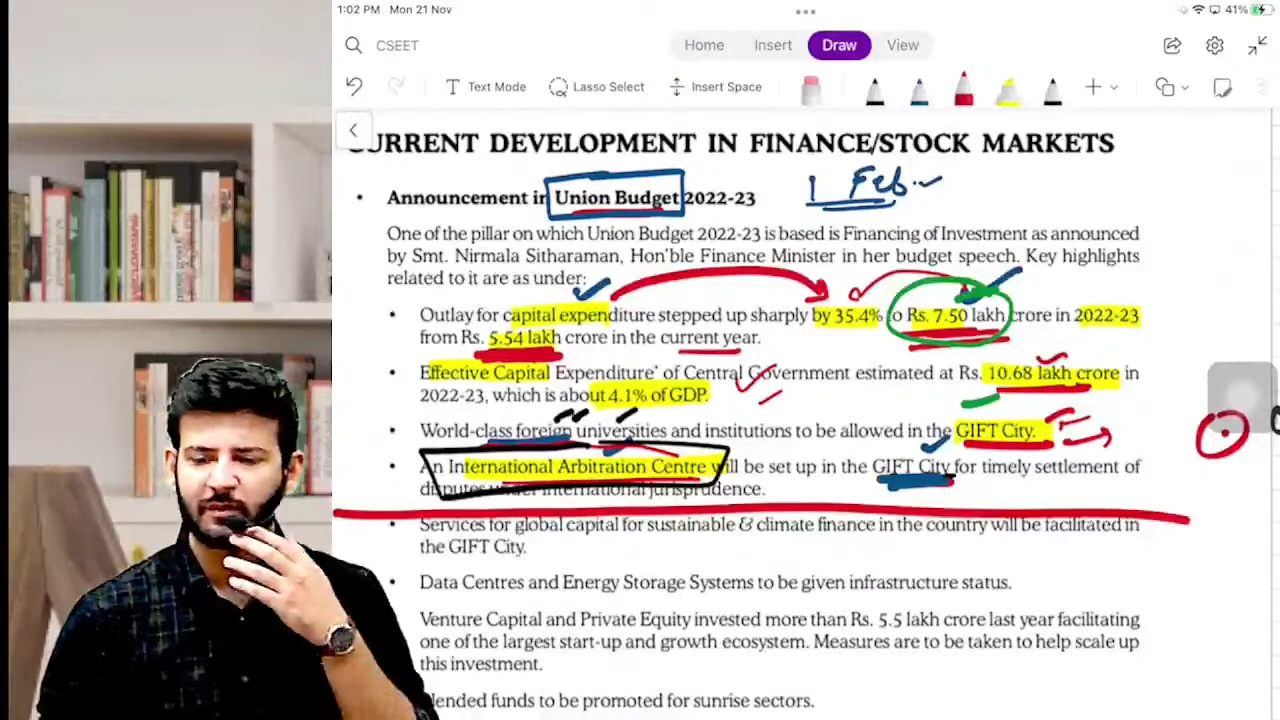 1:02 PM Mon 21 Nov
41%
CSEET
Home Insert Draw View
Text Mode Lasso Select Insert Space
CURRENT DEVELOPMENT IN FINANCE/STOCK MARKETS
• Announcement in Union Budget 2022-23
1 Feb
One of the pillar on which Union Budget 2022-23 is based is Financing of Investment as announced
by Smt. Nirmala Sitharaman, Hon'ble Finance Minister in her budget speech. Key highlights
related to it are as under:
• Outlay for capital expenditure stepped up sharply by 35.4% to Rs. 7.50 lakh crore in 2022-23
from Rs. 5.54 lakh crore in the current year.
• Effective Capital Expenditure' of Central Government estimated at Rs. 10.68 lakh crore in
2022-23, which is about 4.1% of GDP.
• World-class foreign universities and institutions to be allowed in the GIFT City.
• An International Arbitration Centre will be set up in the GIFT City for timely settlement of
disputes under international jurisprudence.
• Services for global capital for sustainable & climate finance in the country will be facilitated in
the GIFT City.
• Data Centres and Energy Storage Systems to be given infrastructure status.
Venture Capital and Private Equity invested more than Rs. 5.5 lakh crore last year facilitating
one of the largest start-up and growth ecosystem. Measures are to be taken to help scale up
this investment.
lended funds to be promoted for sunrise sectors.